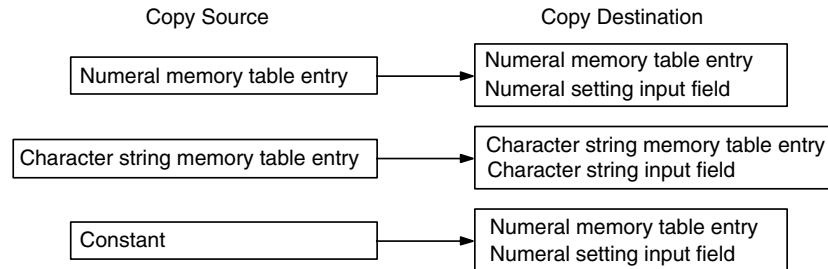 Copy Source
Copy Destination
Numeral memory table entry
Numeral memory table entry
Numeral setting input field
Character string memory table entry
Character string memory table entry
Character string input field
Constant
Numeral memory table entry
Numeral setting input field